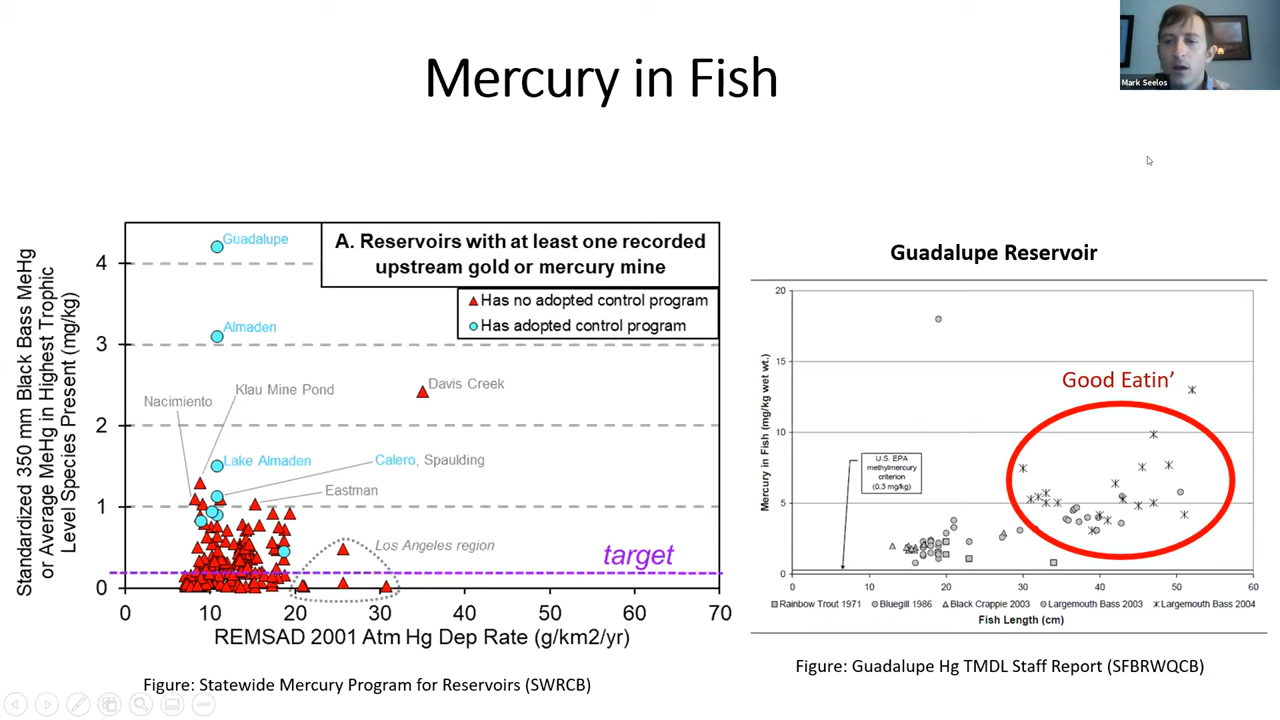 Mercury in Fish
Mark Seelos
Standardized 350 mm Black Bass MeHg
or Average MeHg in Highest Trophic
Level Species Present (mg/kg)
A. Reservoirs with at least one recorded
upstream gold or mercury mine
Has no adopted control program
Has adopted control program
Guadalupe
Almaden
Klau Mine Pond
Nacimiento
Davis Creek
Lake Almaden
Calero, Spaulding
Eastman
Los Angeles region
target
4
3
2
1
0
0 10 20 30 40 50 60 70
REMSAD 2001 Atm Hg Dep Rate (g/km2/yr)
Figure: Statewide Mercury Program for Reservoirs (SWRCB)
Guadalupe Reservoir
Mercury in Fish (mg/kg wet wt.)
20
15
10
5
0
Good Eatin’
U.S. EPA
methylmercury
criterion
(0.3 mg/kg)
0 10 20 30 40 50 60
Rainbow Trout 1971 Bluegill 1986 Black Crappie 2003 Largemouth Bass 2003 Largemouth Bass 2004
Fish Length (cm)
Figure: Guadalupe Hg TMDL Staff Report (SFBRWQCB)